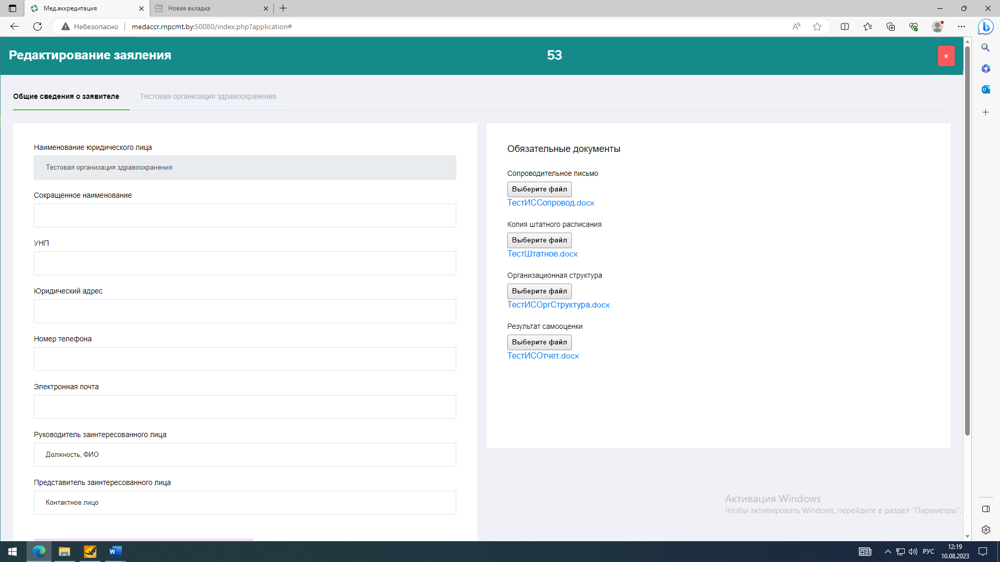 Мед.аккредитация
Новая вкладка
Небезопасно
medaccr.rnpcmt.by:50080/index.php?application#
Редактирование заяления
53
×
Общие сведения о заявителе
Тестовая организация здравоохранения
Наименование юридического лица
Тестовая организация здравоохранения
Сокращенное наименование
УНП
Юридический адрес
Номер телефона
Электронная почта
Руководитель заинтересованного лица
Должность, ФИО
Представитель заинтересованного лица
Контактное лицо
Обязательные документы
Сопроводительное письмо
Выберите файл
ТестИССопровод.docx
Копия штатного расписания
Выберите файл
ТестШтатное.docx
Организационная структура
Выберите файл
ТестИСОргСтруктура.docx
Результат самооценки
Выберите файл
ТестИСОтчет.docx
Активация Windows
Чтобы активировать Windows, перейдите в раздел "Параметры".
РУС
12:19
10.08.2023